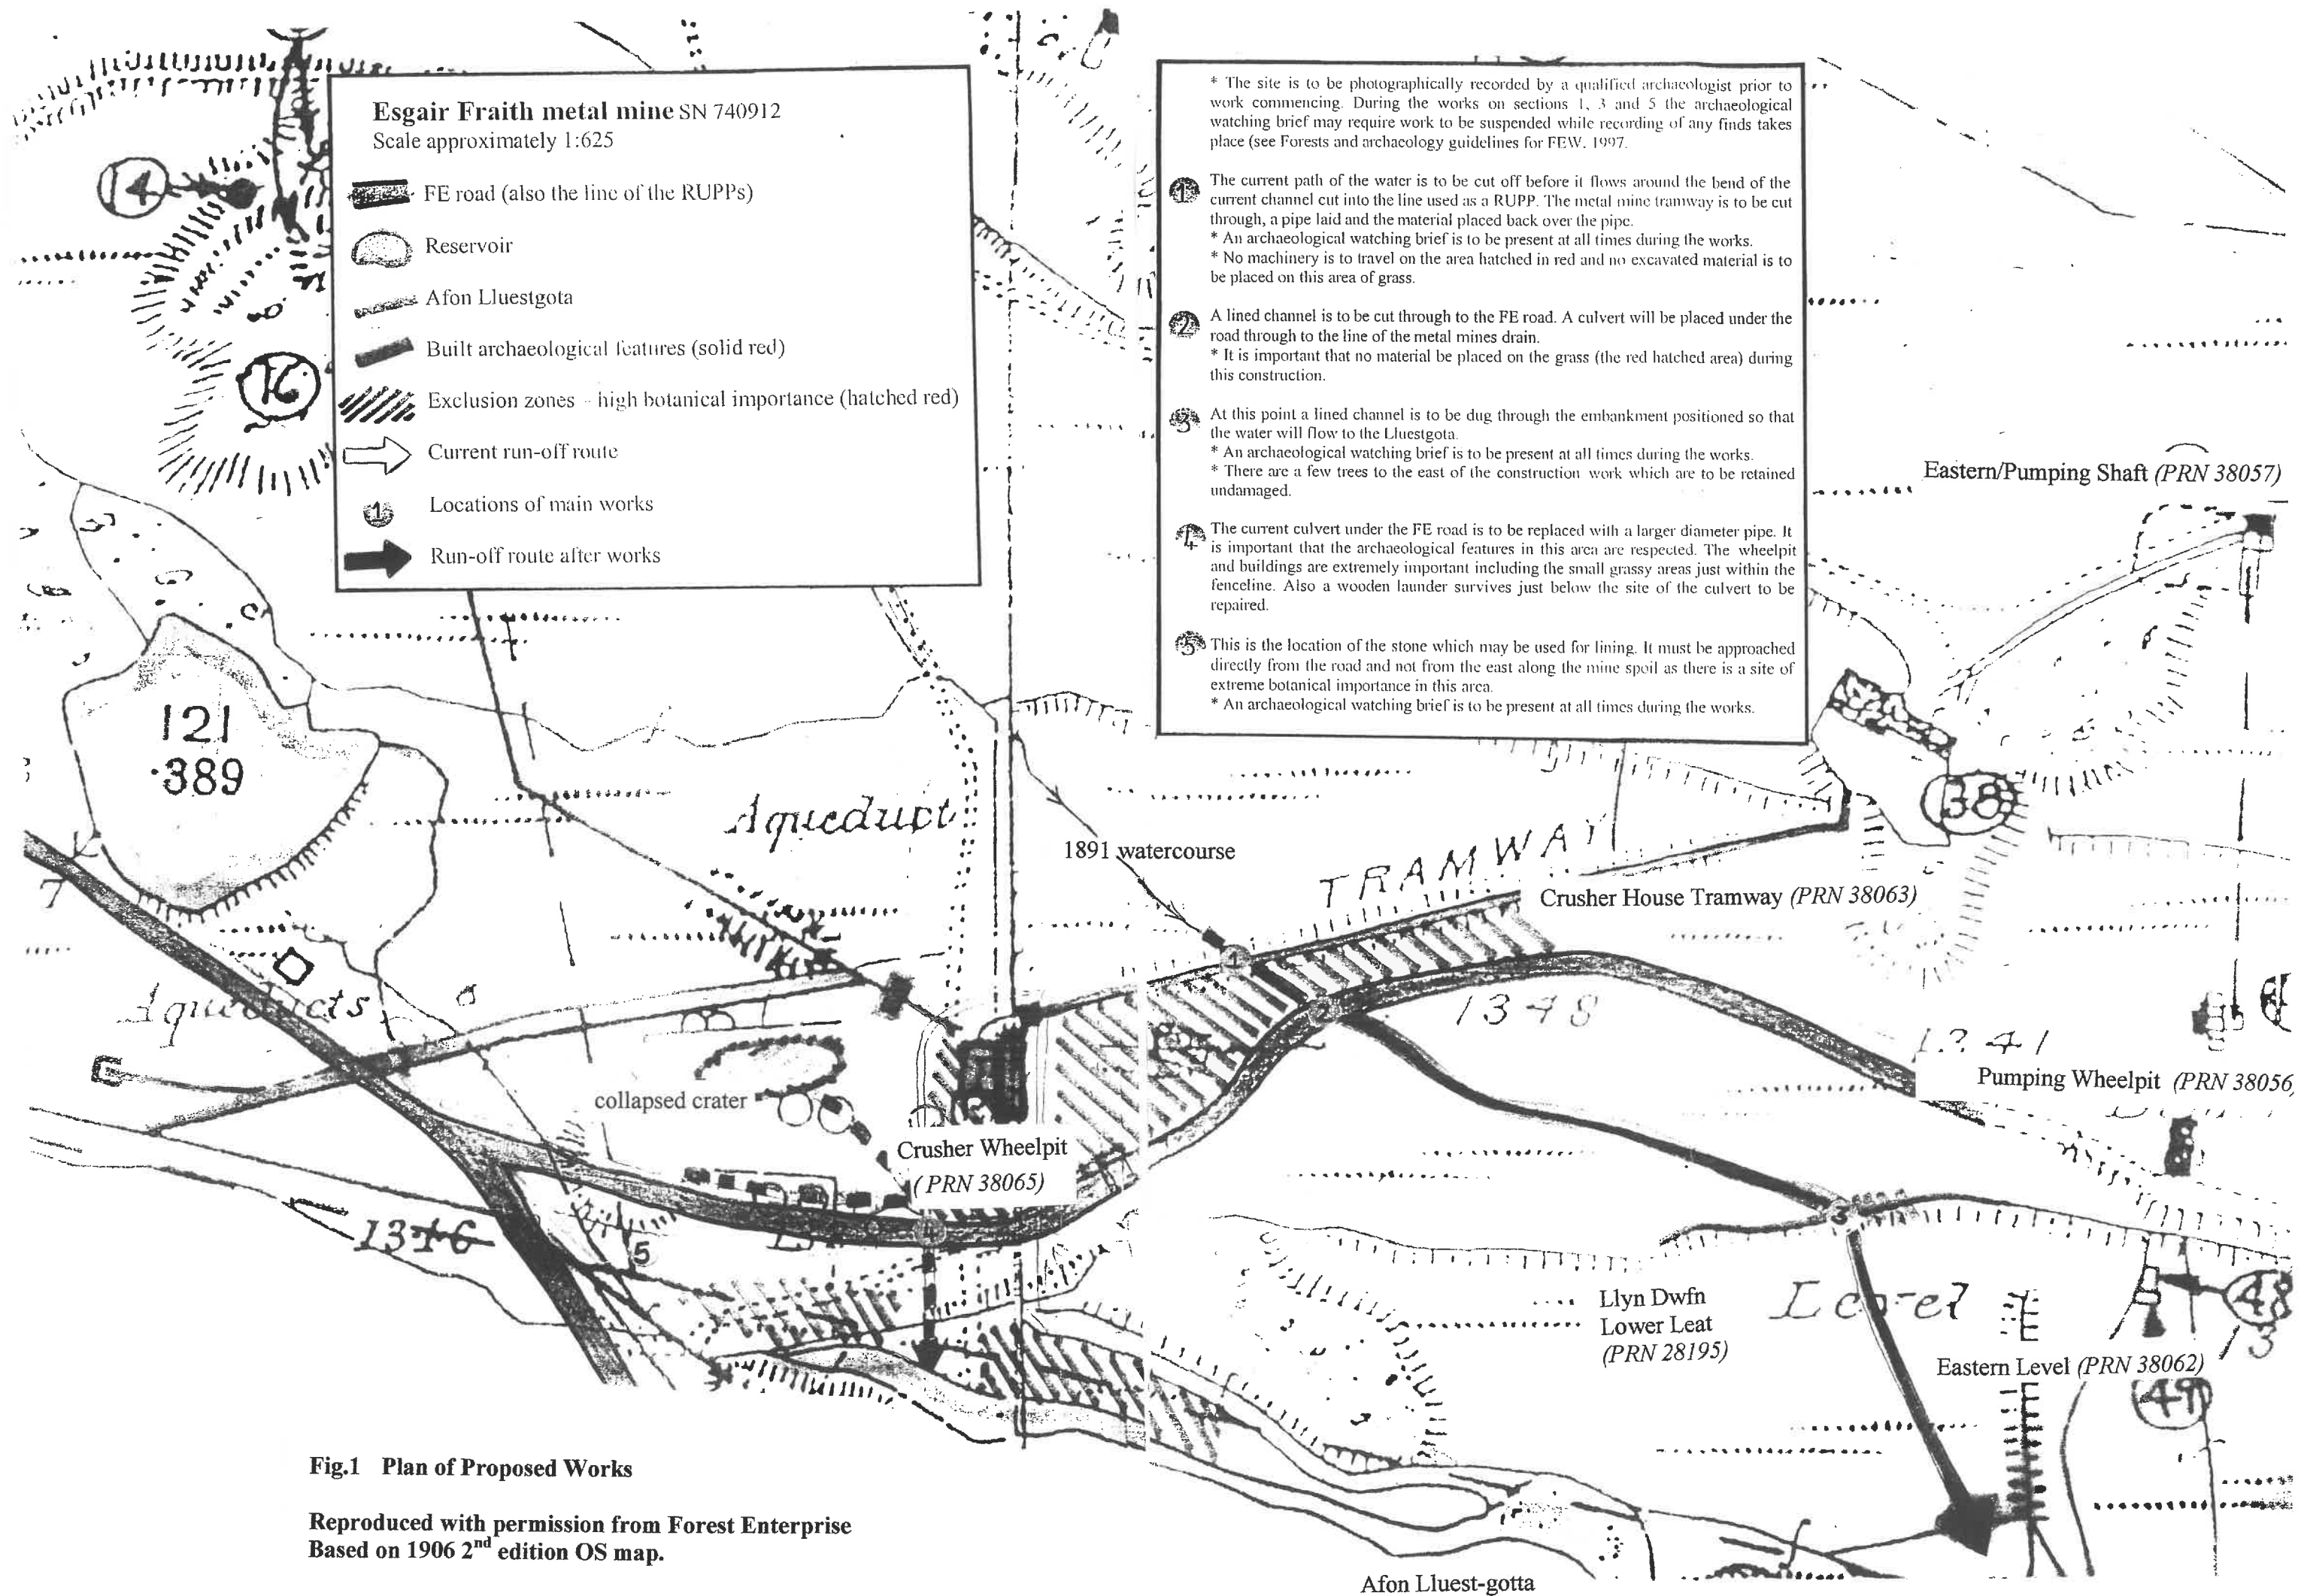 Esgair Fraith metal mine SN 740912
Scale approximately 1:625
FE road (also the line of the RUPPs)
Reservoir
Afon Lluestgota
Built archaeological features (solid red)
Exclusion zones - high botanical importance (hatched red)
Current run-off route
1 Locations of main works
Run-off route after works
* The site is to be photographically recorded by a qualified archaeologist prior to
work commencing. During the works on sections 1, 3 and 5 the archaeological
watching brief may require work to be suspended while recording of any finds takes
place (see Forests and archaeology guidelines for FEW. 1997.
1 The current path of the water is to be cut off before it flows around the bend of the
current channel cut into the line used as a RUPP. The metal mine tramway is to be cut
through, a pipe laid and the material placed back over the pipe.
* An archaeological watching brief is to be present at all times during the works.
* No machinery is to travel on the area hatched in red and no excavated material is to
be placed on this area of grass.
2 A lined channel is to be cut through to the FE road. A culvert will be placed under the
road through to the line of the metal mines drain.
* It is important that no material be placed on the grass (the red hatched area) during
this construction.
3 At this point a lined channel is to be dug through the embankment positioned so that
the water will flow to the Lluestgota.
* An archaeological watching brief is to be present at all times during the works.
* There are a few trees to the east of the construction work which are to be retained
undamaged.
4 The current culvert under the FE road is to be replaced with a larger diameter pipe. It
is important that the archaeological features in this area are respected. The wheelpit
and buildings are extremely important including the small grassy areas just within the
fenceline. Also a wooden launder survives just below the site of the culvert to be
repaired.
5 This is the location of the stone which may be used for lining. It must be approached
directly from the road and not from the east along the mine spoil as there is a site of
extreme botanical importance in this area.
* An archaeological watching brief is to be present at all times during the works.
14
16
Eastern/Pumping Shaft (PRN 38057)
121
·389
Aqueduct
1891 watercourse
TRAMWAY
38
Crusher House Tramway (PRN 38063)
7
Aqueducts
1
2
1348
1341
Pumping Wheelpit (PRN 38056,
collapsed crater
Crusher Wheelpit
(PRN 38065)
1316
5
4
3
Llyn Dwfn
Lower Leat
(PRN 28195)
Level
48
13
Eastern Level (PRN 38062)
49
Fig.1 Plan of Proposed Works
Reproduced with permission from Forest Enterprise
Based on 1906 2nd edition OS map.
Afon Lluest-gotta